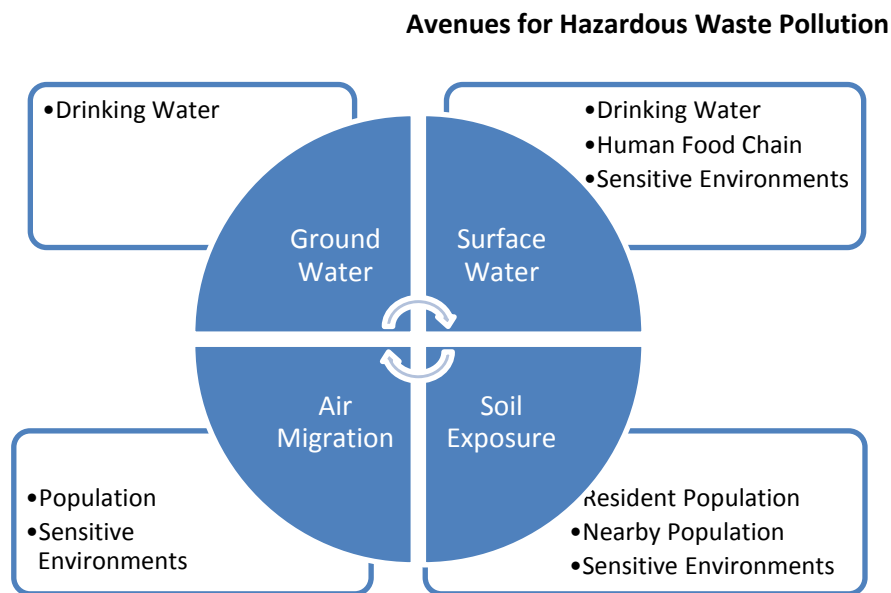 Avenues for Hazardous Waste Pollution
•Drinking Water
•Drinking Water
•Human Food Chain
•Sensitive Environments
Ground
Water
Surface
Water
Air
Migration
Soil
Exposure
•Population
•Sensitive
Environments
Resident Population
•Nearby Population
•Sensitive Environments